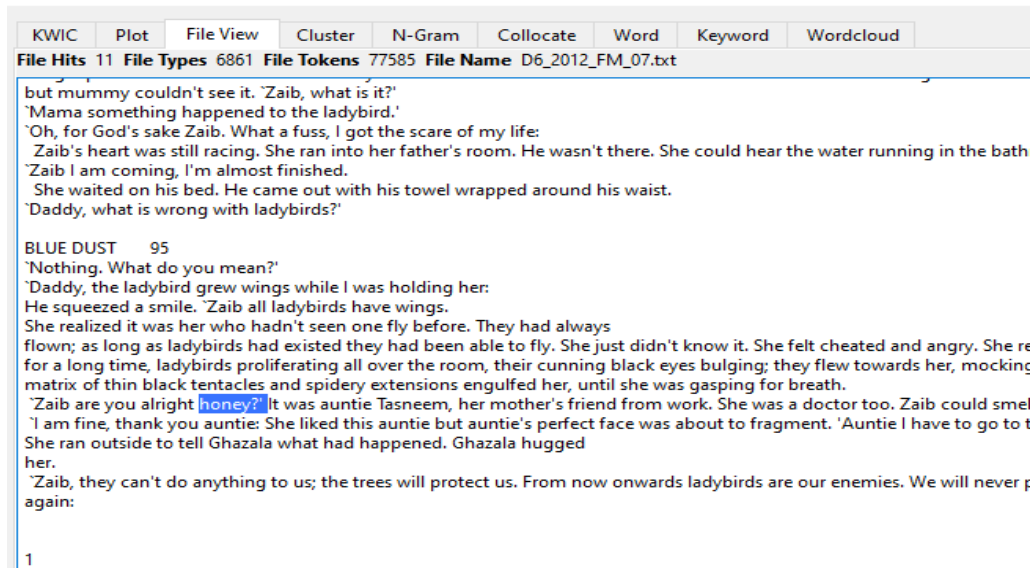 KWIC Plot File View Cluster N-Gram Collocate Word Keyword Wordcloud
File Hits 11 File Types 6861 File Tokens 77585 File Name D6_2012_FM_07.txt
but mummy couldn't see it. `Zaib, what is it?'
`Mama something happened to the ladybird.'
`Oh, for God's sake Zaib. What a fuss, I got the scare of my life:
Zaib's heart was still racing. She ran into her father's room. He wasn't there. She could hear the water running in the bath
`Zaib I am coming, I'm almost finished.
She waited on his bed. He came out with his towel wrapped around his waist.
`Daddy, what is wrong with ladybirds?'
BLUE DUST 95
`Nothing. What do you mean?'
`Daddy, the ladybird grew wings while I was holding her:
He squeezed a smile. `Zaib all ladybirds have wings.
She realized it was her who hadn't seen one fly before. They had always
flown; as long as ladybirds had existed they had been able to fly. She just didn't know it. She felt cheated and angry. She re
for a long time, ladybirds proliferating all over the room, their cunning black eyes bulging; they flew towards her, mocking
matrix of thin black tentacles and spidery extensions engulfed her, until she was gasping for breath.
`Zaib are you alright honey?' It was auntie Tasneem, her mother's friend from work. She was a doctor too. Zaib could smel
`I am fine, thank you auntie: She liked this auntie but auntie's perfect face was about to fragment. 'Auntie I have to go to t
She ran outside to tell Ghazala what had happened. Ghazala hugged
her.
`Zaib, they can't do anything to us; the trees will protect us. From now onwards ladybirds are our enemies. We will never p
again:
1